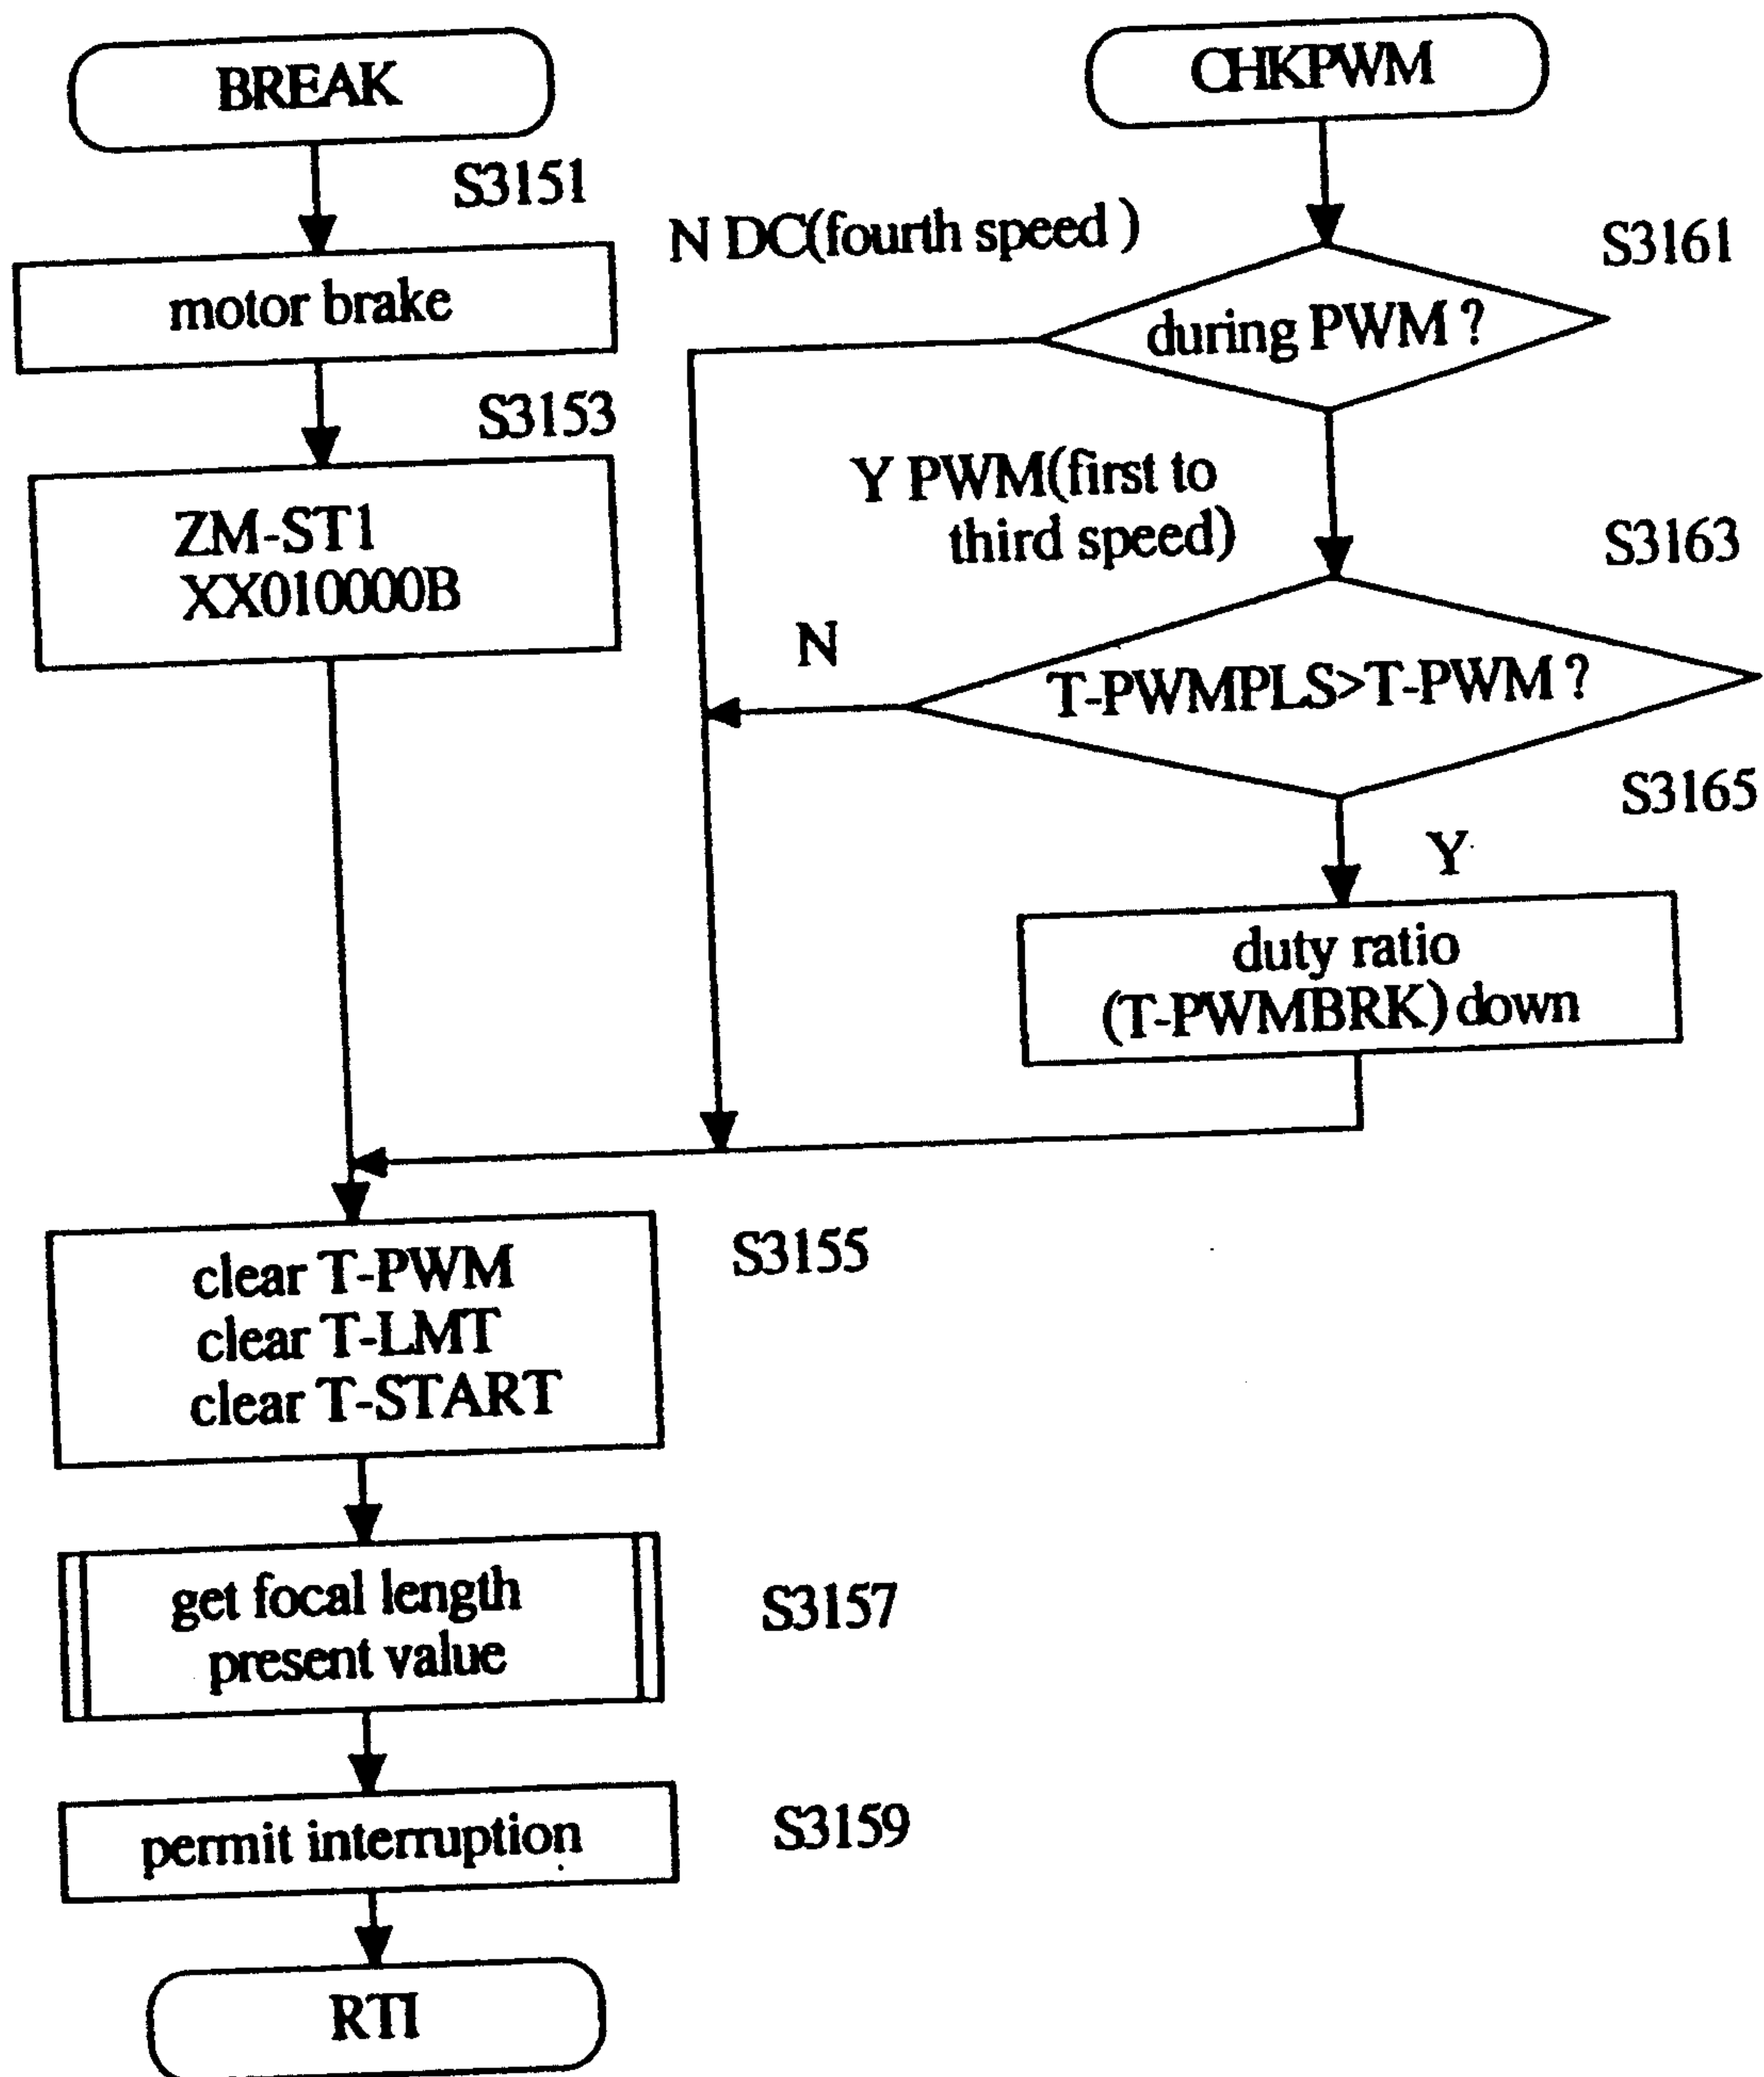 BREAK
S3151
motor brake
S3153
ZM-ST1
XX010000B
CHKPWM
N DC(fourth speed )
S3161
during PWM ?
Y PWM(first to
third speed)
S3163
N
T-PWMPLS>T-PWM ?
S3165
Y
duty ratio
(T-PWMBRK) down
clear T-PWM
clear T-LMT
clear T-START
S3155
get focal length
present value
S3157
permit interruption
S3159
RTI